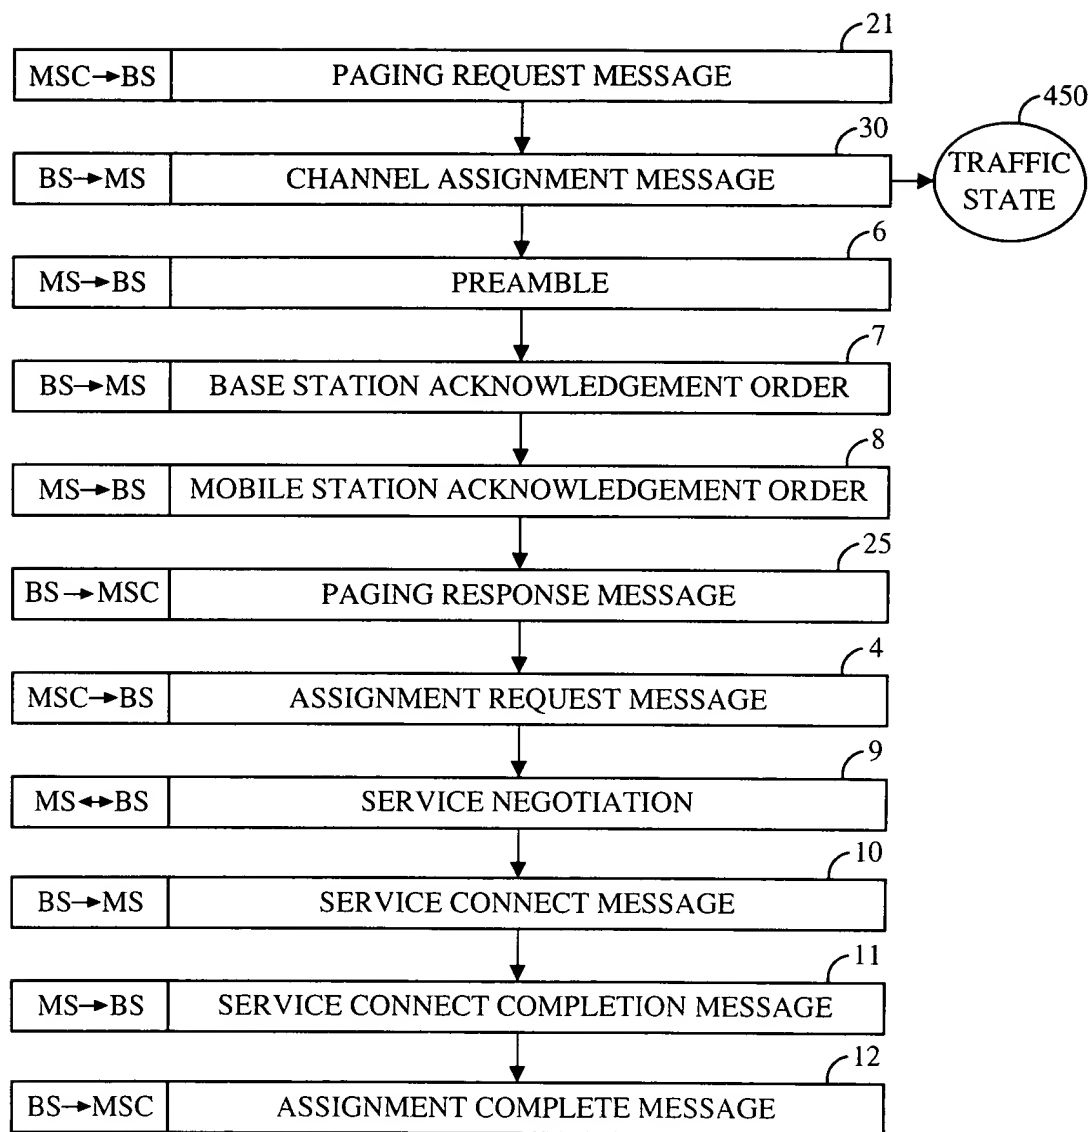 21
MSC→BS PAGING REQUEST MESSAGE
450
30
BS→MS CHANNEL ASSIGNMENT MESSAGE
TRAFFIC
STATE
6
MS→BS PREAMBLE
7
BS→MS BASE STATION ACKNOWLEDGEMENT ORDER
8
MS→BS MOBILE STATION ACKNOWLEDGEMENT ORDER
25
BS→MSC PAGING RESPONSE MESSAGE
4
MSC→BS ASSIGNMENT REQUEST MESSAGE
9
MS↔BS SERVICE NEGOTIATION
10
BS→MS SERVICE CONNECT MESSAGE
11
MS→BS SERVICE CONNECT COMPLETION MESSAGE
12
BS→MSC ASSIGNMENT COMPLETE MESSAGE